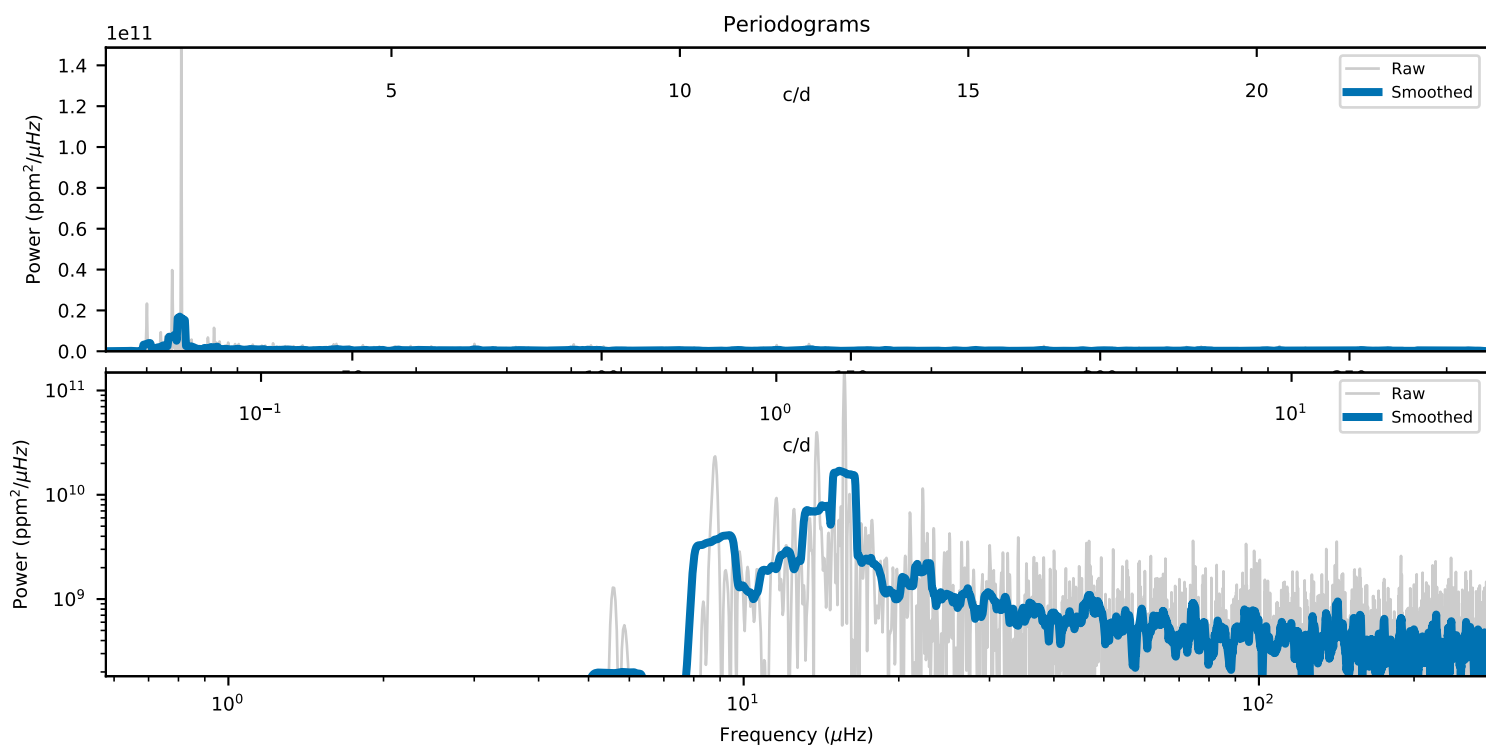 Periodograms
1e11
1.4
1.2
1.0
0.8
0.6
0.4
0.2
0.0
Power (ppm²/μHz)
5 10 15 20
c/d
Raw
Smoothed
10¹¹
10¹⁰
10⁹
Power (ppm²/μHz)
10⁻¹ 10⁰ 10¹
c/d
Raw
Smoothed
10⁰ 10¹ 10²
Frequency (μHz)